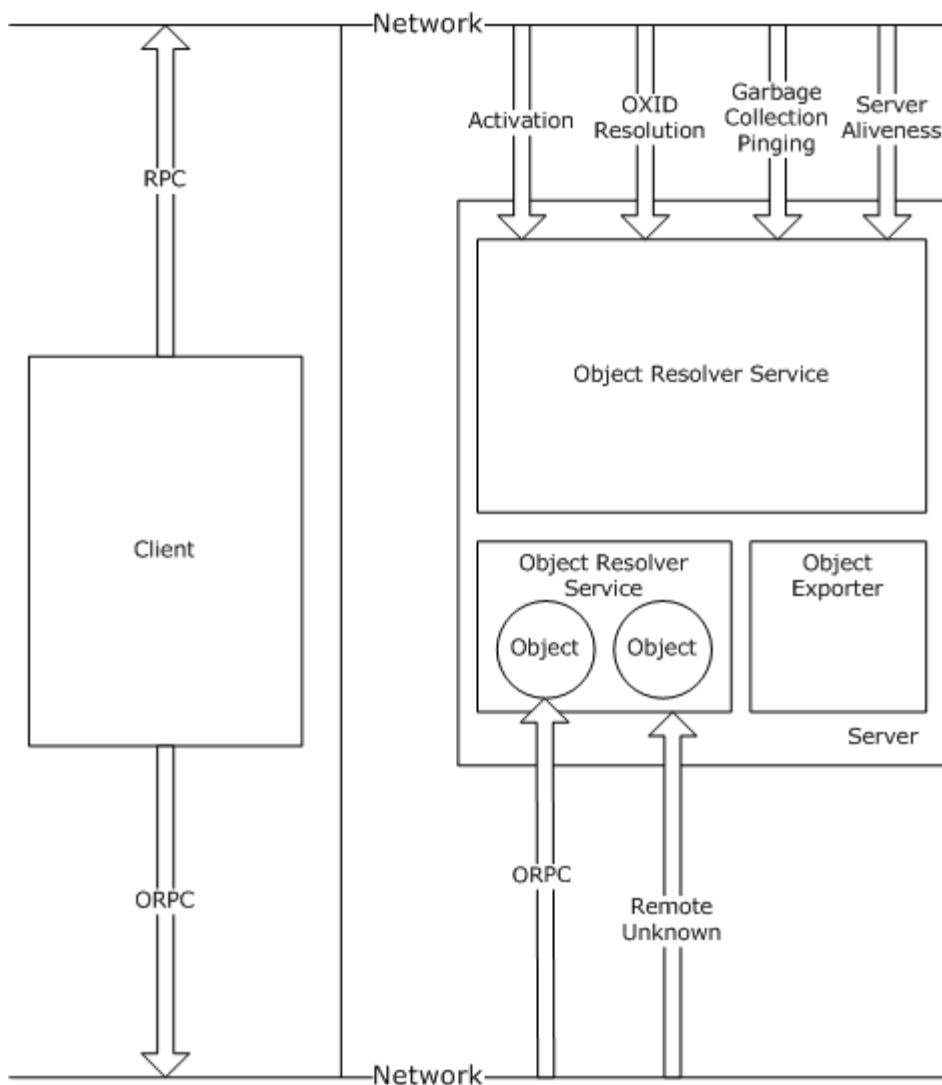 Network
Activation
OXID
Resolution
Garbage
Collection
Pinging
Server
Aliveness
RPC
Object Resolver Service
Client
Object Resolver
Service
Object
Object
Object
Exporter
Server
ORPC
ORPC
Remote
Unknown
Network